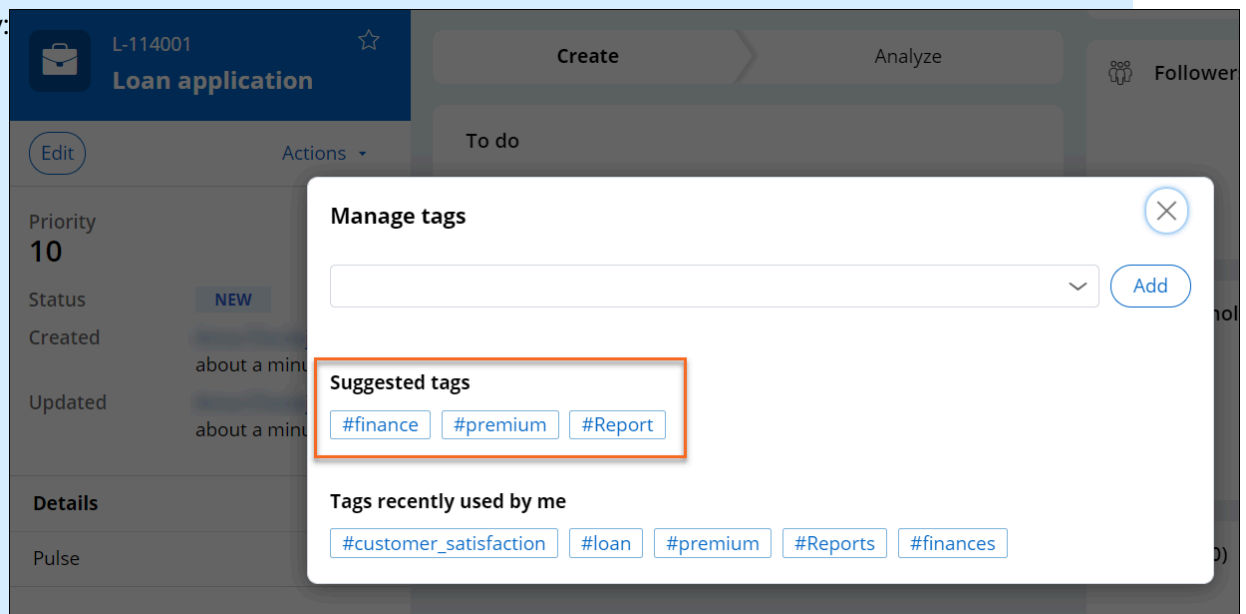 L-114001
Loan application
Edit
Actions
Priority
10
Status NEW
Created
about a minu
Updated
about a minu
Details
Pulse
Create
Analyze
To do
Follower
Manage tags
Add
Suggested tags
#finance #premium #Report
Tags recently used by me
#customer_satisfaction #loan #premium #Reports #finances